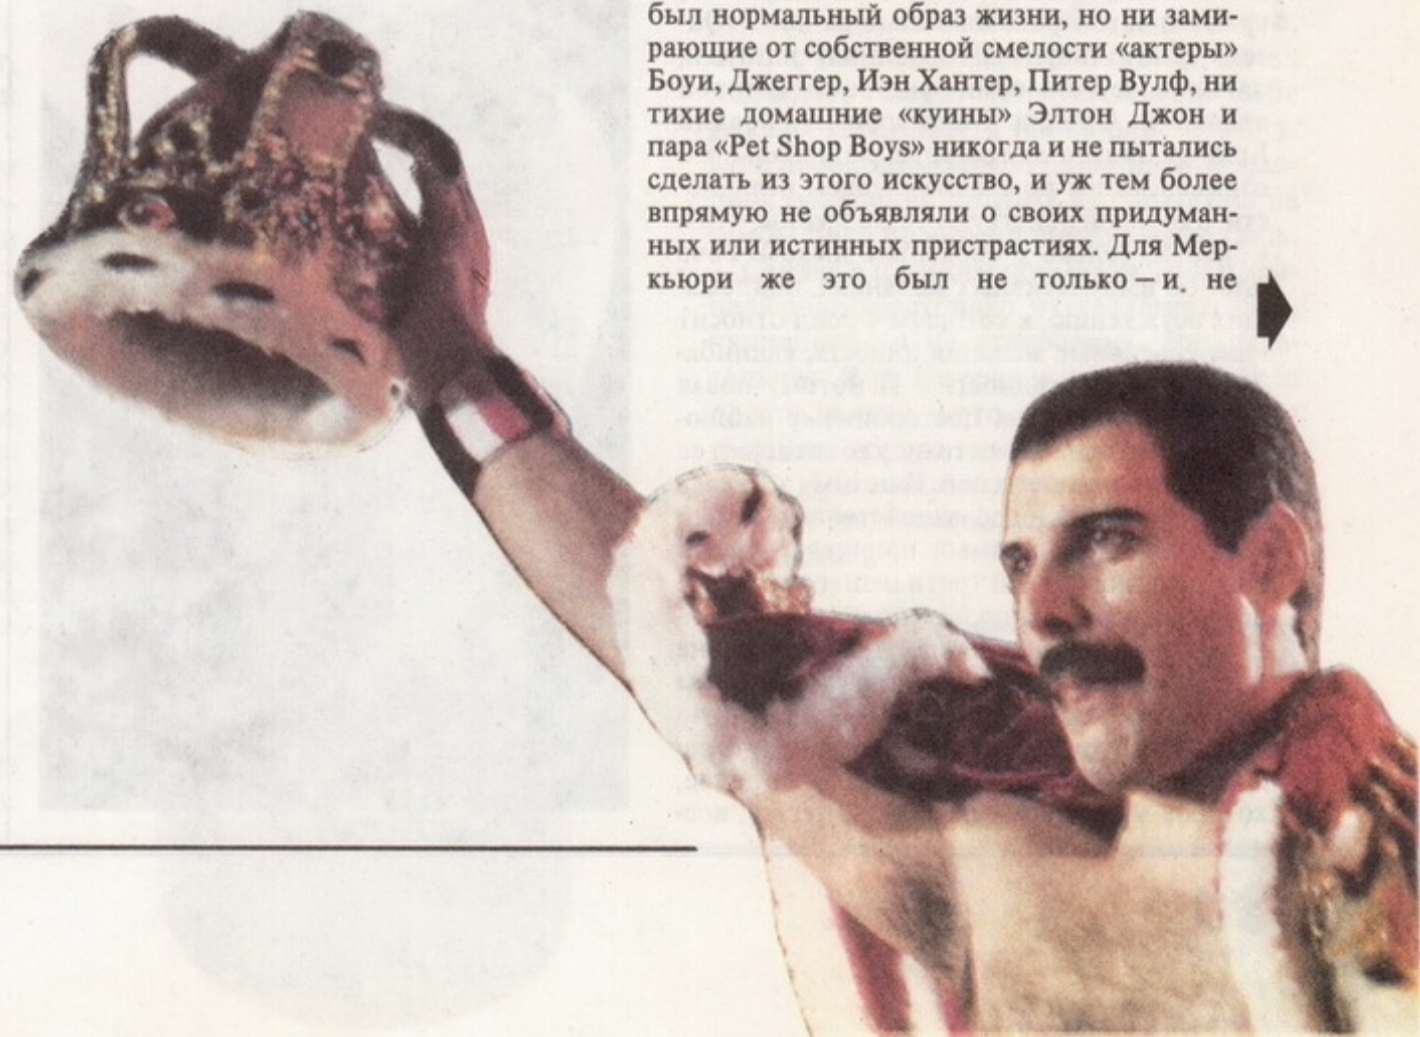 был нормальный образ жизни, но ни зами-
рающие от собственной смелости «актеры»
Боуи, Джеггер, Иэн Хантер, Питер Вулф, ни
тихие домашние «куины» Элтон Джон и
пара «Pet Shop Boys» никогда и не пытались
сделать из этого искусство, и уж тем более
впрямую не объявляли о своих придуман-
ных или истинных пристрастиях. Для Мер-
кьюри же это был не только – и не